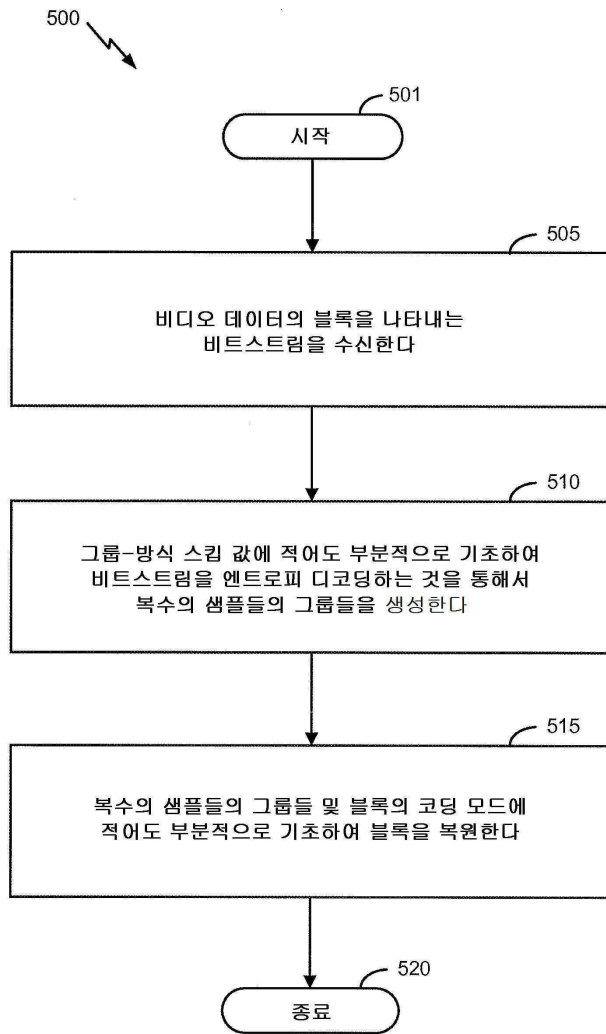 500
501
시작
505
비디오 데이터의 블록을 나타내는
비트스트림을 수신한다
510
그룹-방식 스킵 값에 적어도 부분적으로 기초하여
비트스트림을 엔트로피 디코딩하는 것을 통해서
복수의 샘플들의 그룹들을 생성한다
515
복수의 샘플들의 그룹들 및 블록의 코딩 모드에
적어도 부분적으로 기초하여 블록을 복원한다
520
종료